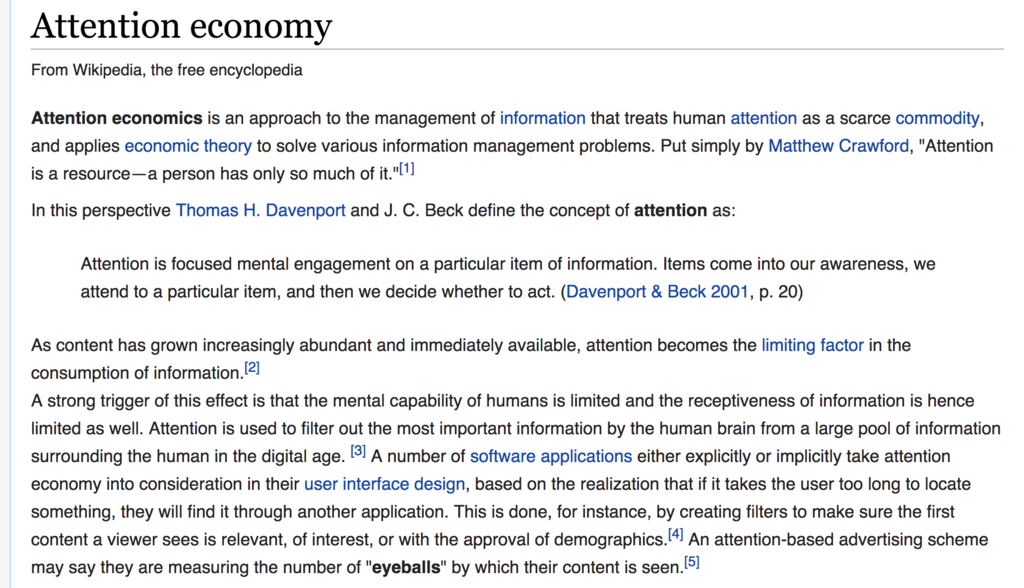 Attention economy
From Wikipedia, the free encyclopedia
Attention economics is an approach to the management of information that treats human attention as a scarce commodity,
and applies economic theory to solve various information management problems. Put simply by Matthew Crawford, "Attention
is a resource—a person has only so much of it."[1]
In this perspective Thomas H. Davenport and J. C. Beck define the concept of attention as:
Attention is focused mental engagement on a particular item of information. Items come into our awareness, we
attend to a particular item, and then we decide whether to act. (Davenport & Beck 2001, p. 20)
As content has grown increasingly abundant and immediately available, attention becomes the limiting factor in the
consumption of information.[2]
A strong trigger of this effect is that the mental capability of humans is limited and the receptiveness of information is hence
limited as well. Attention is used to filter out the most important information by the human brain from a large pool of information
surrounding the human in the digital age. [3] A number of software applications either explicitly or implicitly take attention
economy into consideration in their user interface design, based on the realization that if it takes the user too long to locate
something, they will find it through another application. This is done, for instance, by creating filters to make sure the first
content a viewer sees is relevant, of interest, or with the approval of demographics.[4] An attention-based advertising scheme
may say they are measuring the number of "eyeballs" by which their content is seen.[5]